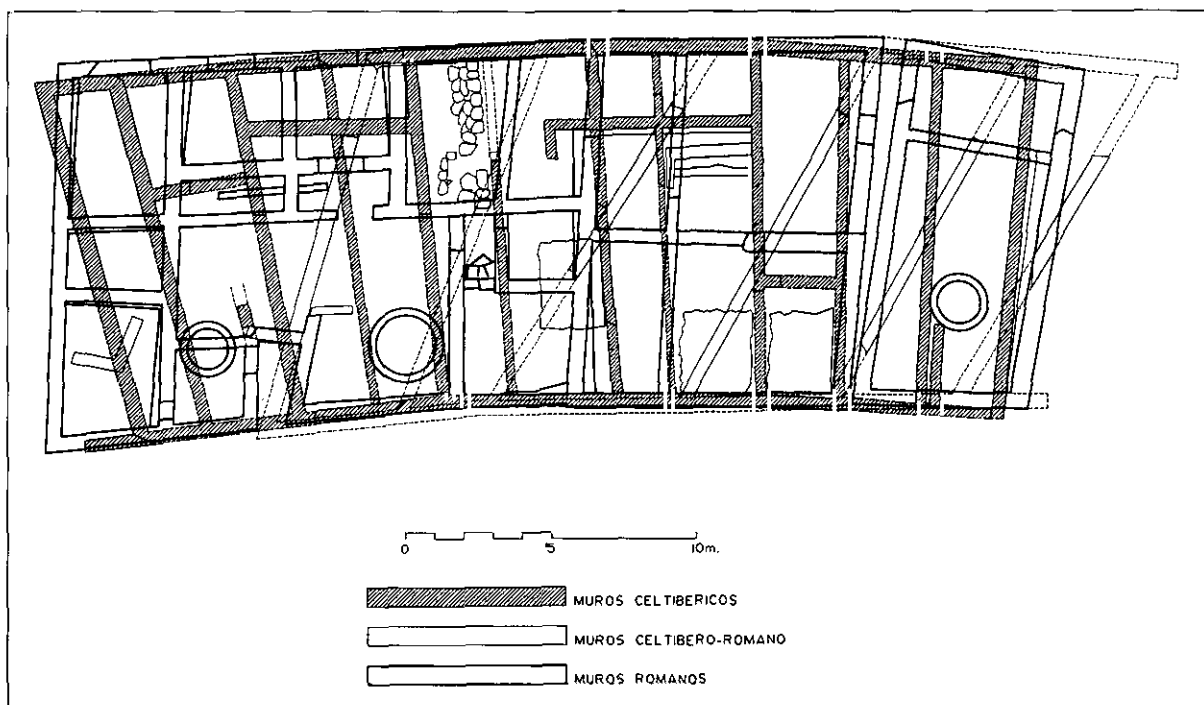 0 5 10m.
MUROS CELTIBERICOS
MUROS CELTIBERO-ROMANO
MUROS ROMANOS